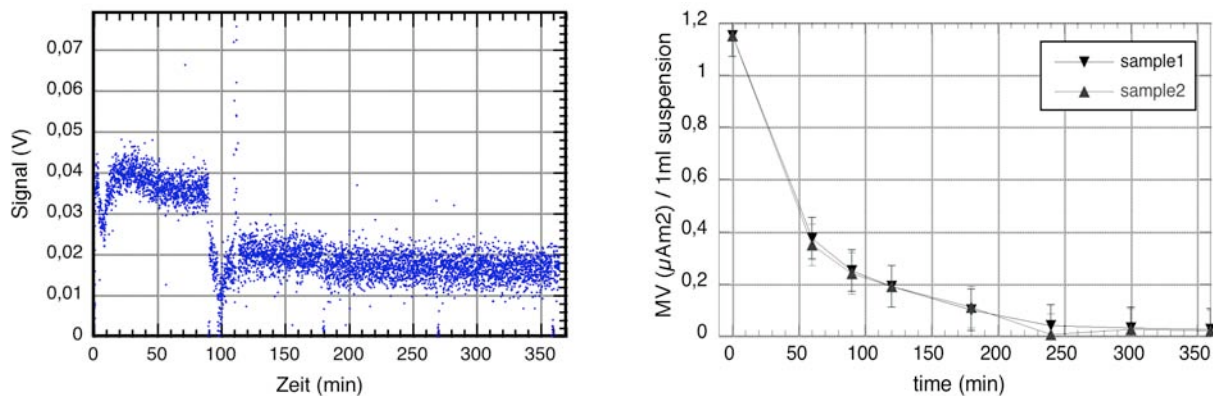 0,07
0,06
0,05
0,04
0,03
0,02
0,01
0
Signal (V)
0 50 100 150 200 250 300 350
Zeit (min)
1,2
1
0,8
0,6
0,4
0,2
0
MV (µAm2) / 1ml suspension
sample1
sample2
0 50 100 150 200 250 300 350
time (min)